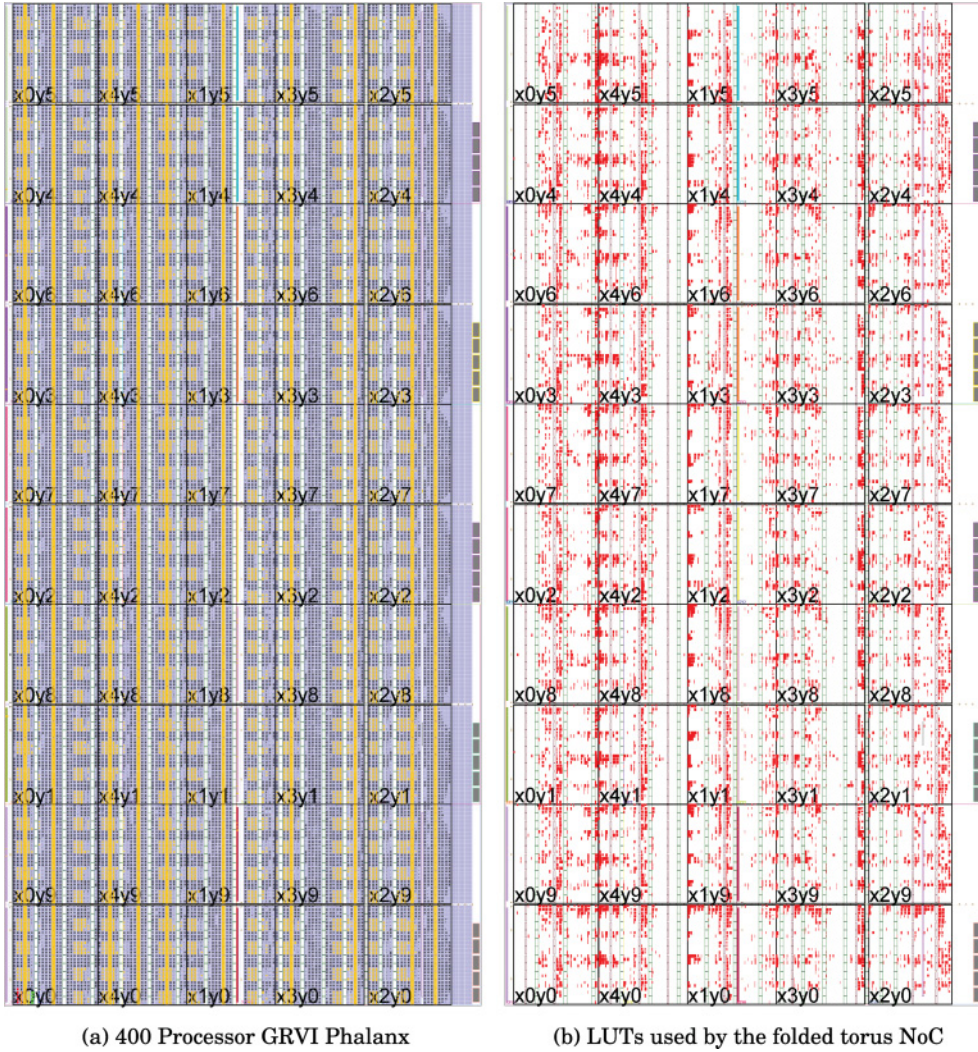 x0y5 x4y5 x1y5 x3y5 x2y5 x0y5 x4y5 x1y5 x3y5 x2y5
x0y4 x4y4 x1y4 x3y4 x2y4 x0y4 x4y4 x1y4 x3y4 x2y4
x0y6 x4y6 x1y6 x3y6 x2y6 x0y6 x4y6 x1y6 x3y6 x2y6
x0y3 x4y3 x1y3 x3y3 x2y3 x0y3 x4y3 x1y3 x3y3 x2y3
x0y7 x4y7 x1y7 x3y7 x2y7 x0y7 x4y7 x1y7 x3y7 x2y7
x0y2 x4y2 x1y2 x3y2 x2y2 x0y2 x4y2 x1y2 x3y2 x2y2
x0y8 x4y8 x1y8 x3y8 x2y8 x0y8 x4y8 x1y8 x3y8 x2y8
x0y1 x4y1 x1y1 x3y1 x2y1 x0y1 x4y1 x1y1 x3y1 x2y1
x0y9 x4y9 x1y9 x3y9 x2y9 x0y9 x4y9 x1y9 x3y9 x2y9
x0y0 x4y0 x1y0 x3y0 x2y0 x0y0 x4y0 x1y0 x3y0 x2y0
(a) 400 Processor GRVI Phalanx (b) LUTs used by the folded torus NoC